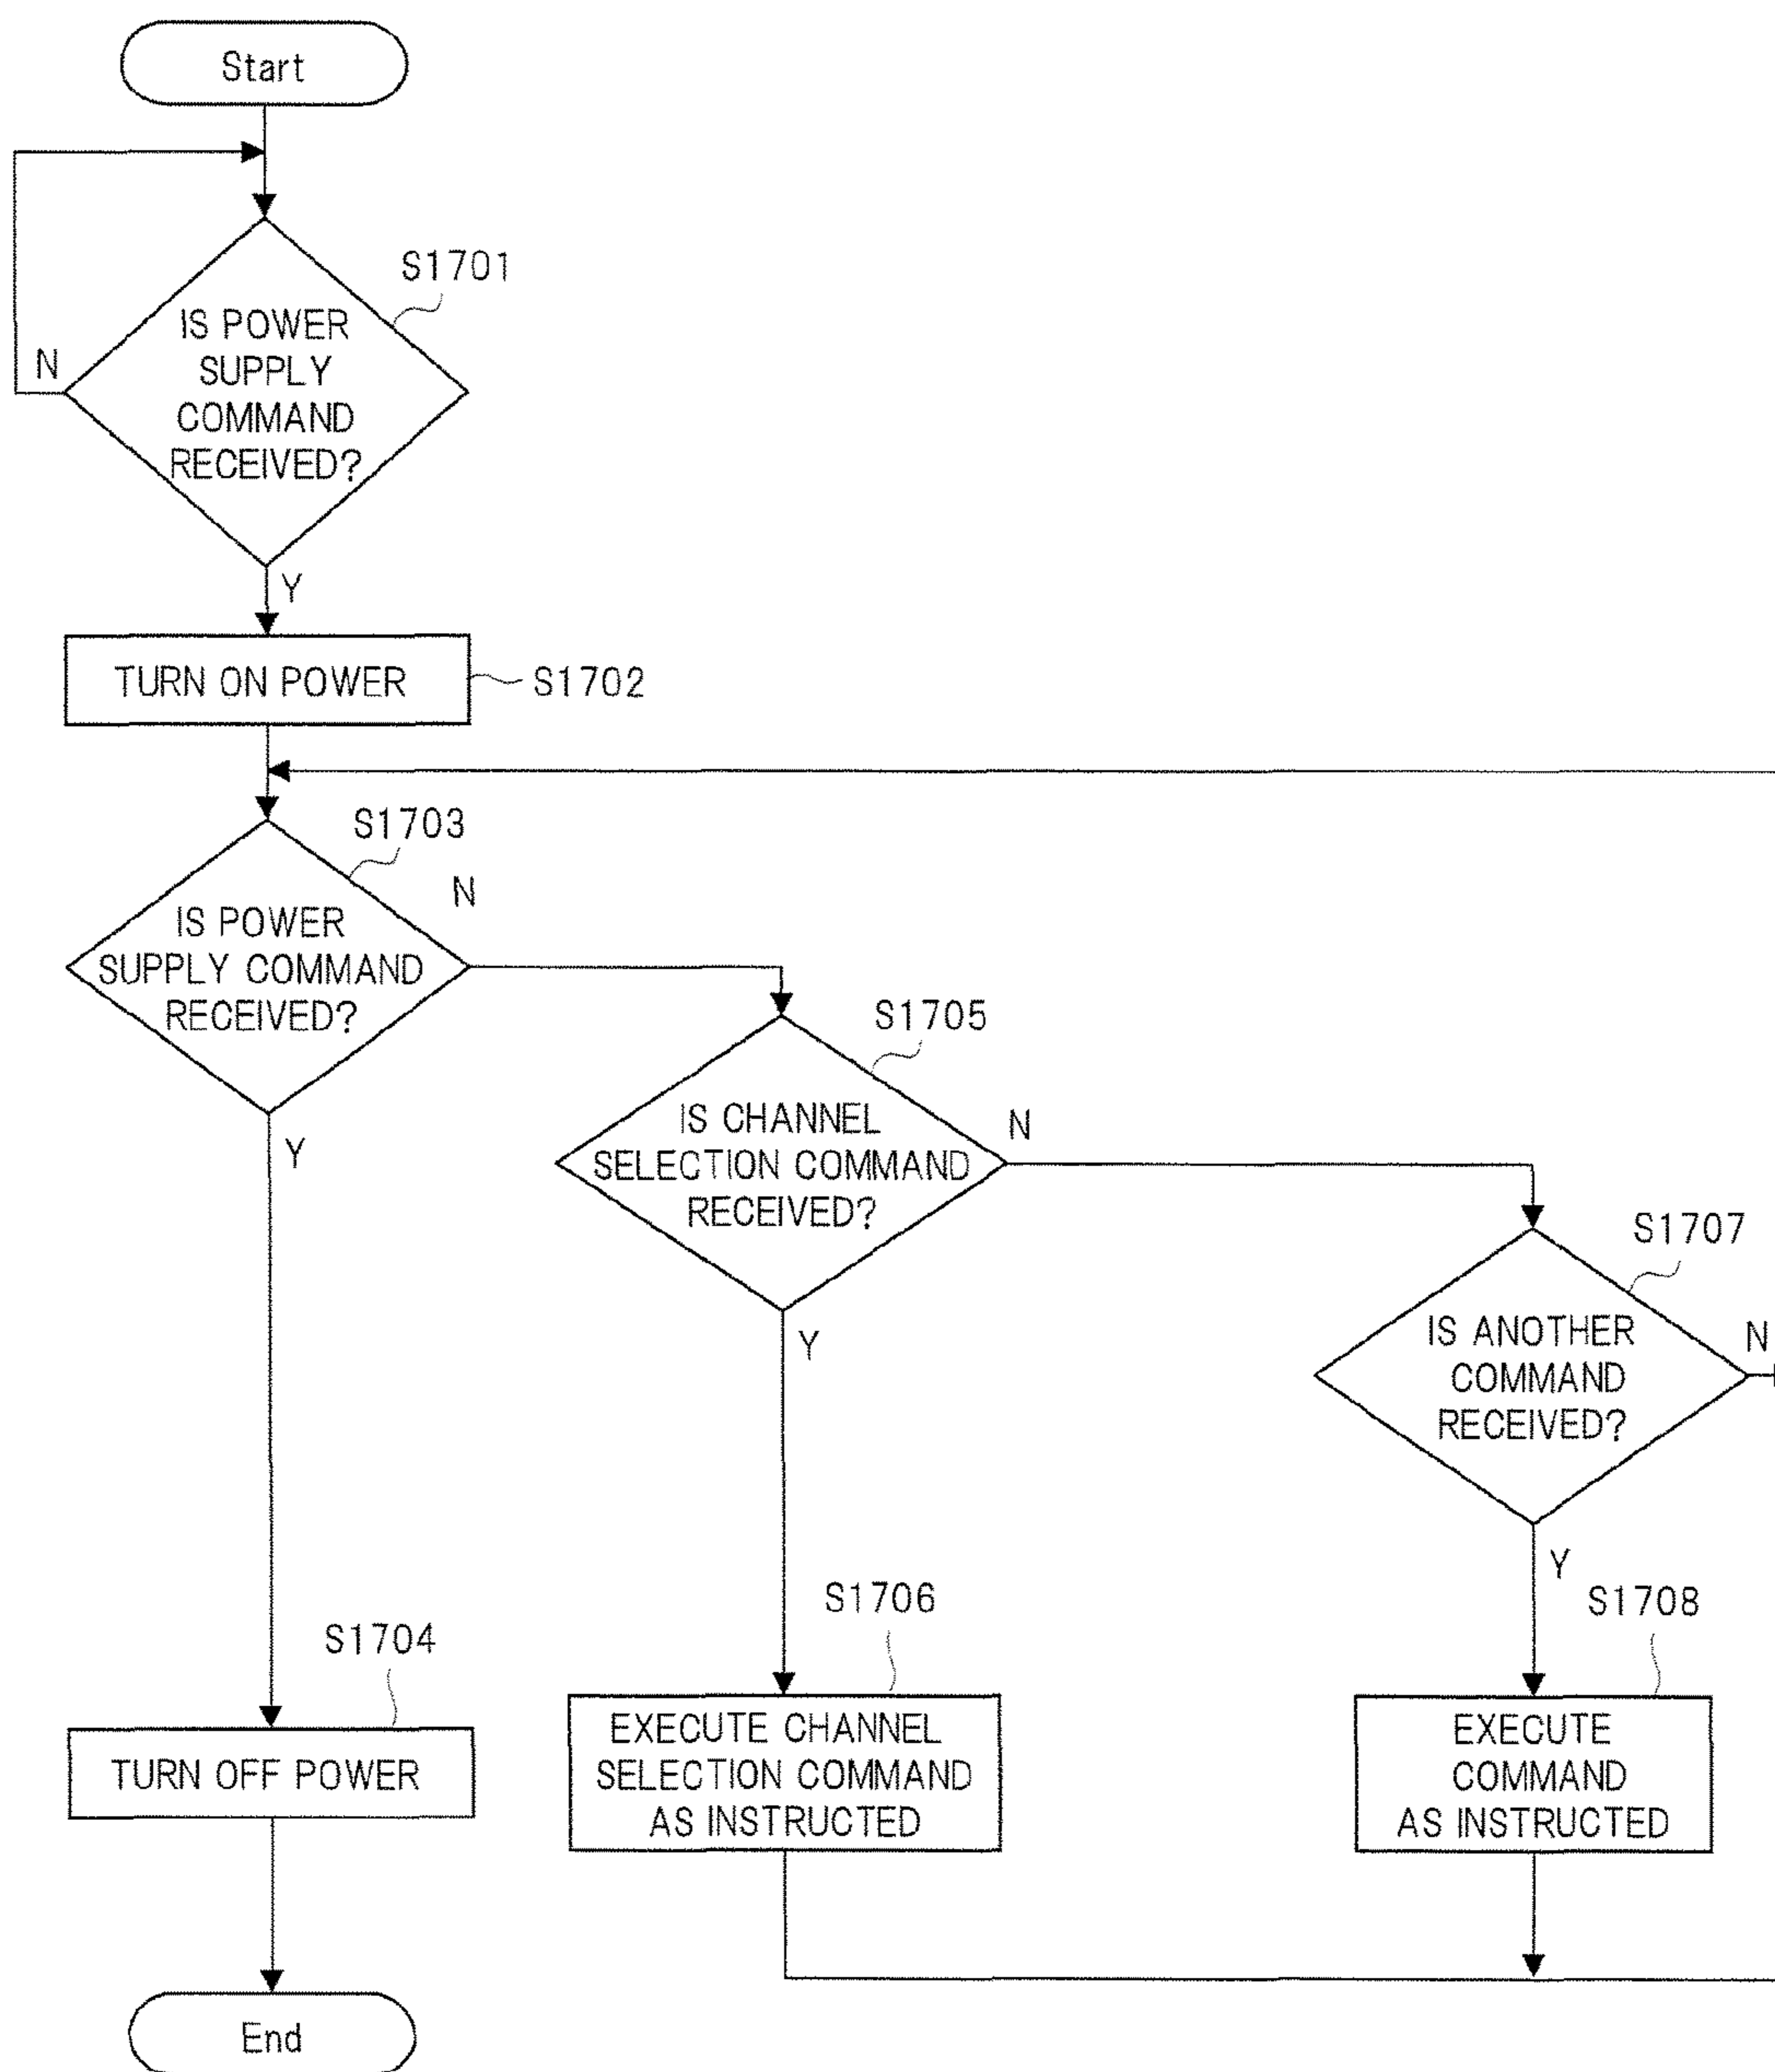 Start
S1701
IS POWER
SUPPLY
COMMAND
RECEIVED?
N
Y
TURN ON POWER
S1702
S1703
N
IS POWER
SUPPLY COMMAND
RECEIVED?
Y
S1705
IS CHANNEL
SELECTION COMMAND
RECEIVED?
N
Y
S1707
IS ANOTHER
COMMAND
RECEIVED?
N
Y
S1704
TURN OFF POWER
S1706
EXECUTE CHANNEL
SELECTION COMMAND
AS INSTRUCTED
S1708
EXECUTE
COMMAND
AS INSTRUCTED
End